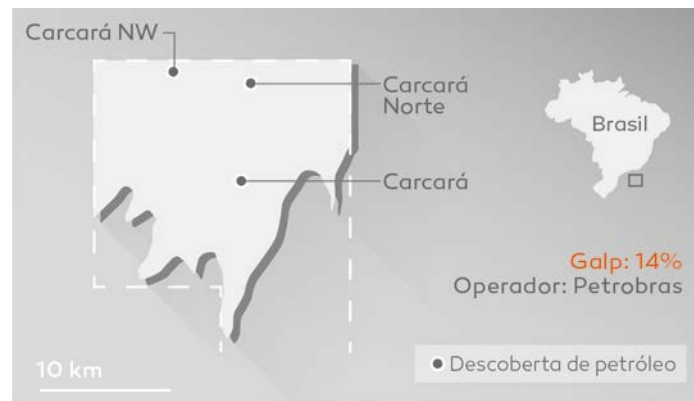 Carcará NW
Carcará
Norte
Brasil
Carcará
Galp: 14%
Operador: Petrobras
10 km
Descoberta de petróleo